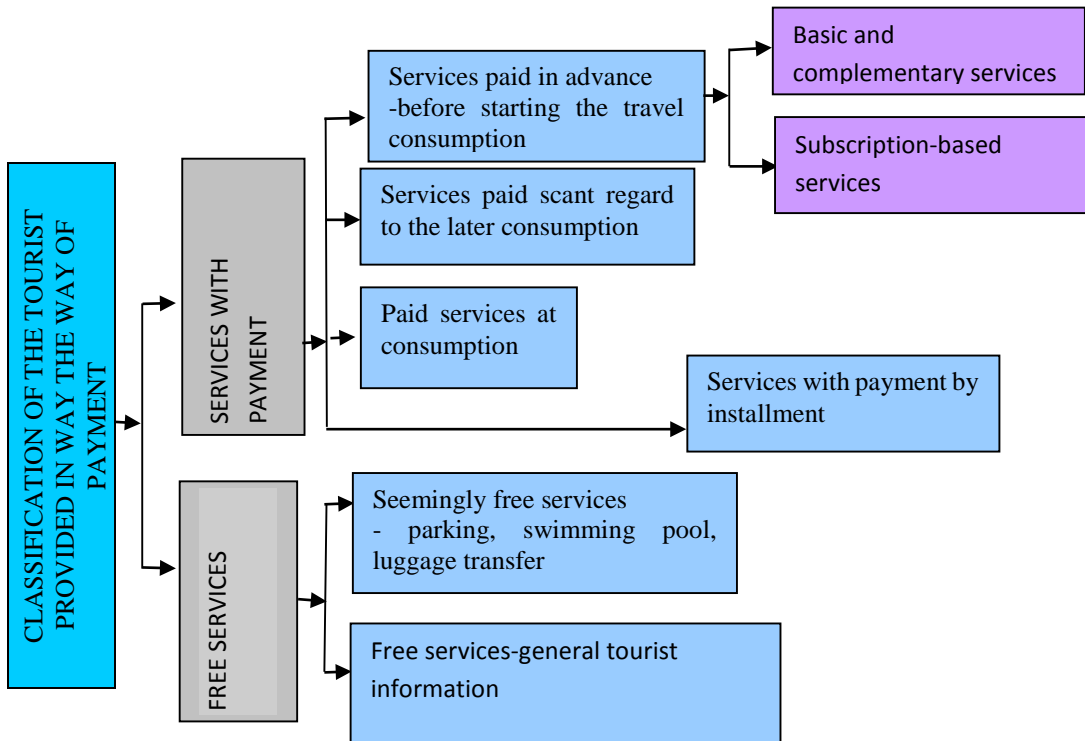 CLASSIFICATION OF THE TOURIST
PROVIDED IN WAY THE WAY OF
PAYMENT
SERVICES WITH
PAYMENT
Services paid in advance
-before starting the travel
consumption
Basic and
complementary services
Subscription-based
services
Services paid scant regard
to the later consumption
Paid services at
consumption
Services with payment by
installment
FREE SERVICES
Seemingly free services
- parking, swimming pool,
luggage transfer
Free services-general tourist
information